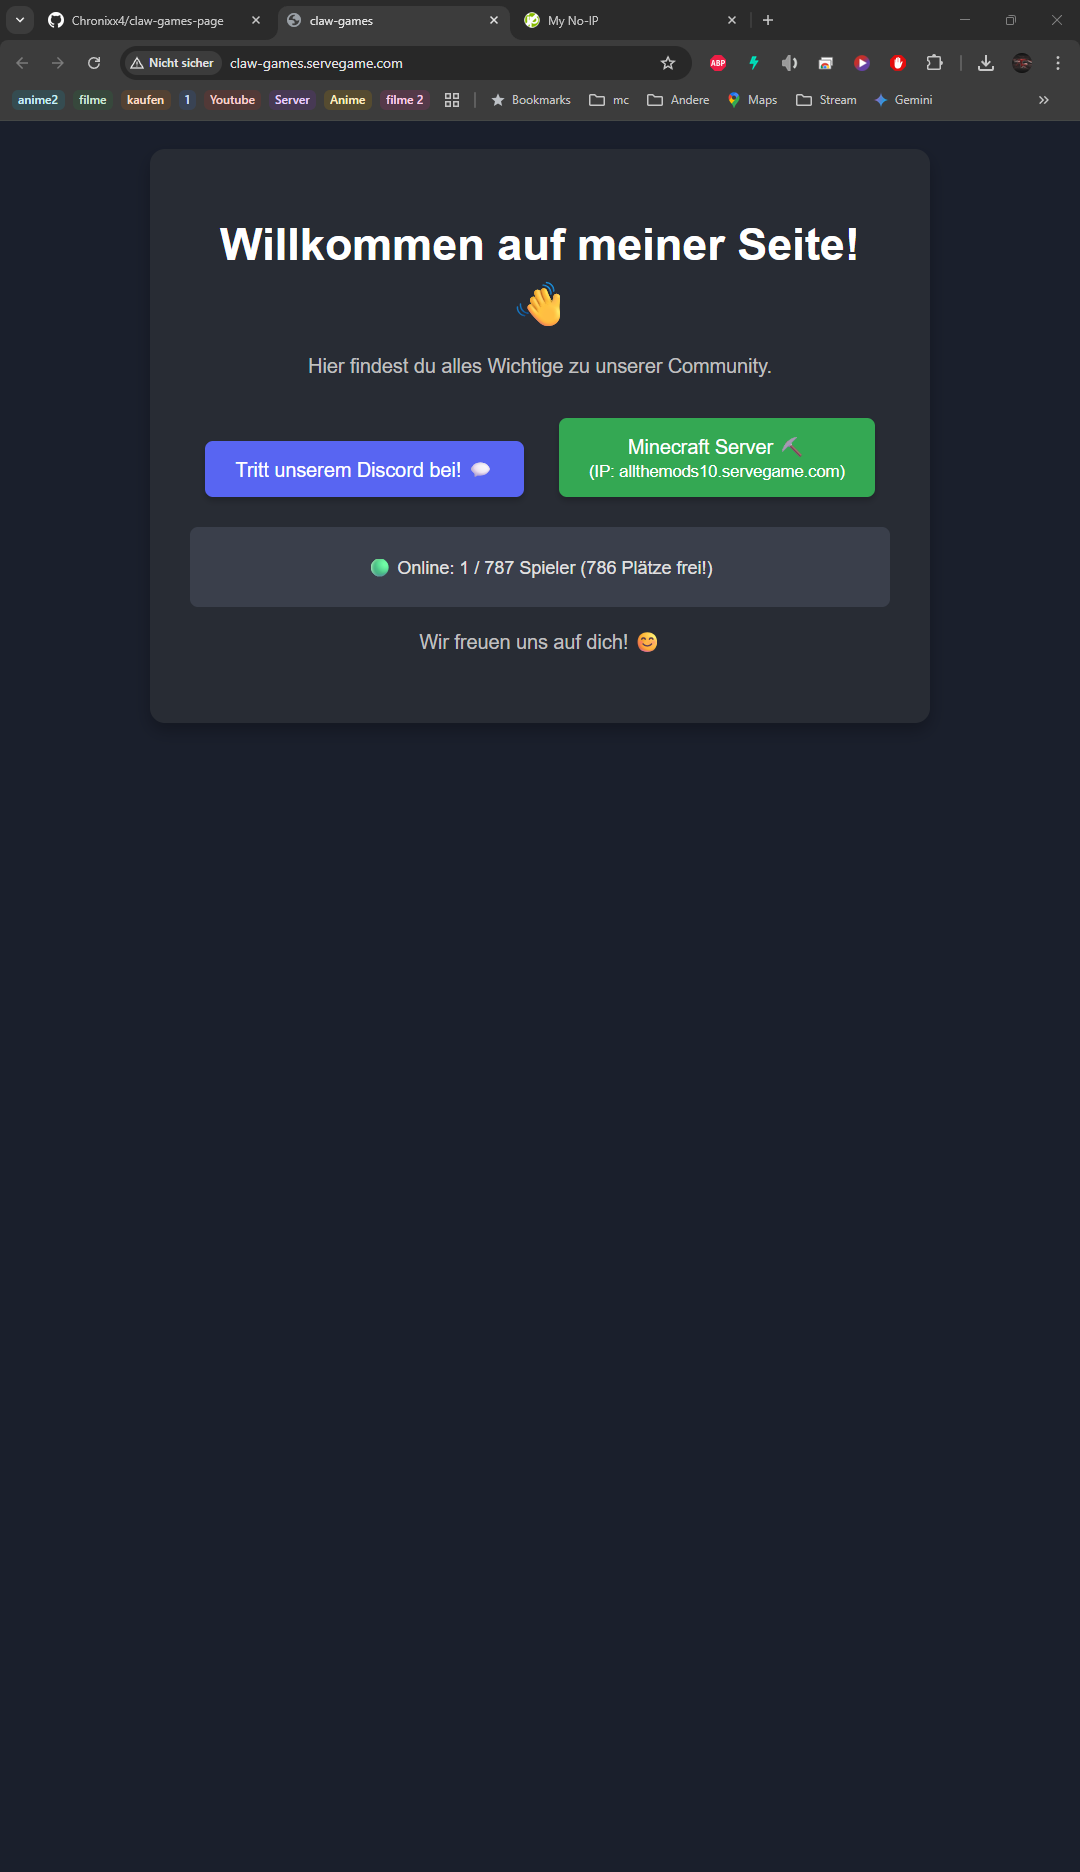 Chronixx4/claw-games-page
claw-games
My No-IP
Nicht sicher
claw-games.servegame.com
ABP
anime2
filme
kaufen
1
Youtube
Server
Anime
filme 2
Bookmarks
mc
Andere
Maps
Stream
Gemini
Willkommen auf meiner Seite!
👋
Hier findest du alles Wichtige zu unserer Community.
Tritt unserem Discord bei! 💬
Minecraft Server ⛏️
(IP: allthemods10.servegame.com)
🟢 Online: 1 / 787 Spieler (786 Plätze frei!)
Wir freuen uns auf dich! 😊